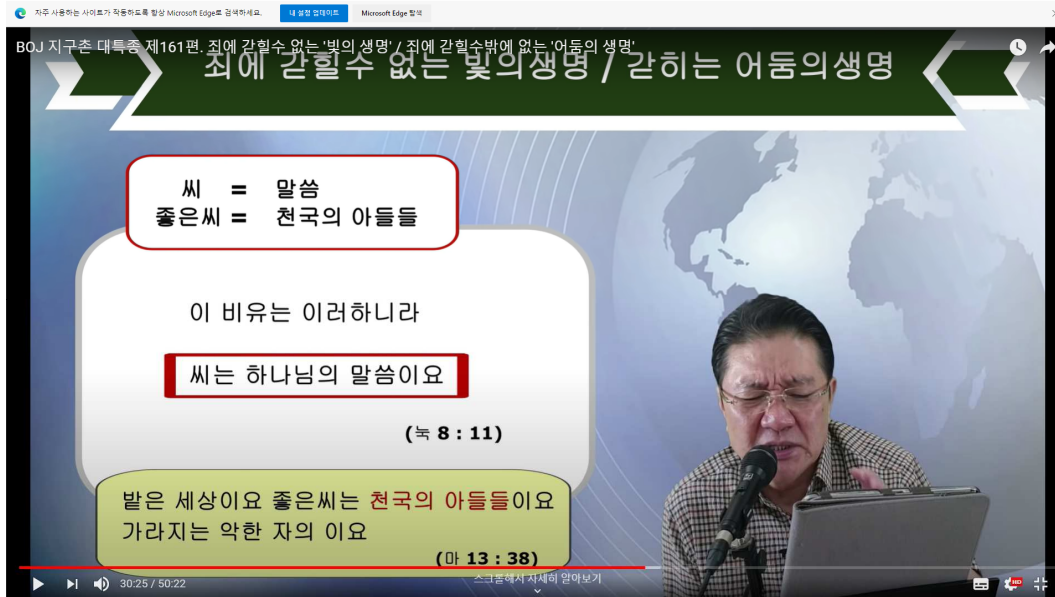 자주 사용하는 사이트가 작동하도록 항상 Microsoft Edge로 검색하세요.
내 설정 업데이트
Microsoft Edge 탐색
BOJ 지구촌 대특종 제161편. 죄에 갇힐수 없는 '빛의 생명' / 죄에 갇힐수밖에 없는 '어둠의 생명'
죄에 갇힐수 없는 빛의생명 / 갇히는 어둠의생명
씨 = 말씀
좋은씨 = 천국의 아들들
이 비유는 이러하니라
씨는 하나님의 말씀이요
(눅 8 : 11)
밭은 세상이요 좋은씨는 천국의 아들들이요
가라지는 악한 자의 이요
(마 13 : 38)
스크롤해서 자세히 알아보기
30:25 / 50:22
HD